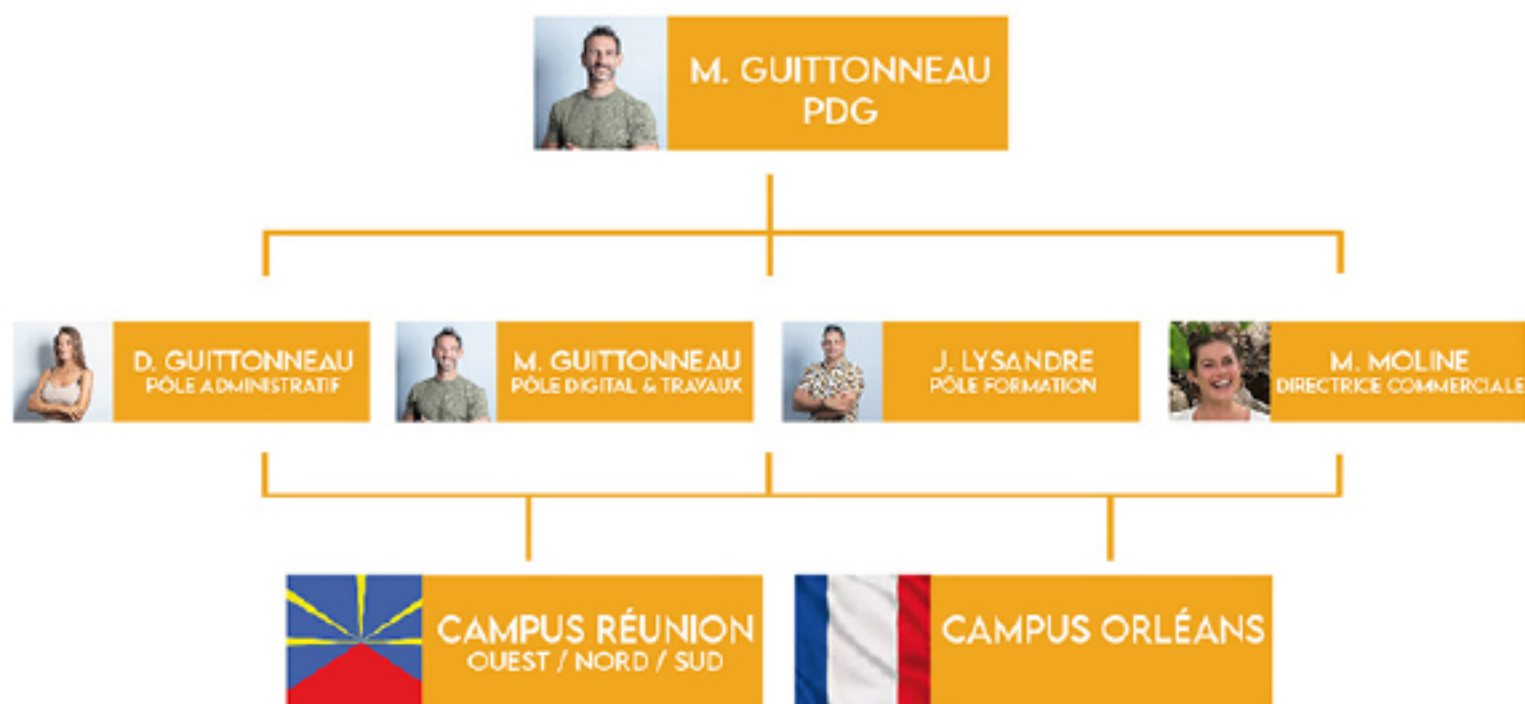 M. GUITTONNEAU
PDG
D. GUITTONNEAU
PÔLE ADMINISTRATIF
M. GUITTONNEAU
PÔLE DIGITAL & TRAVAUX
J. LYSANDRE
PÔLE FORMATION
M. MOLINE
DIRECTRICE COMMERCIALE
CAMPUS RÉUNION
OUEST / NORD / SUD
CAMPUS ORLÉANS